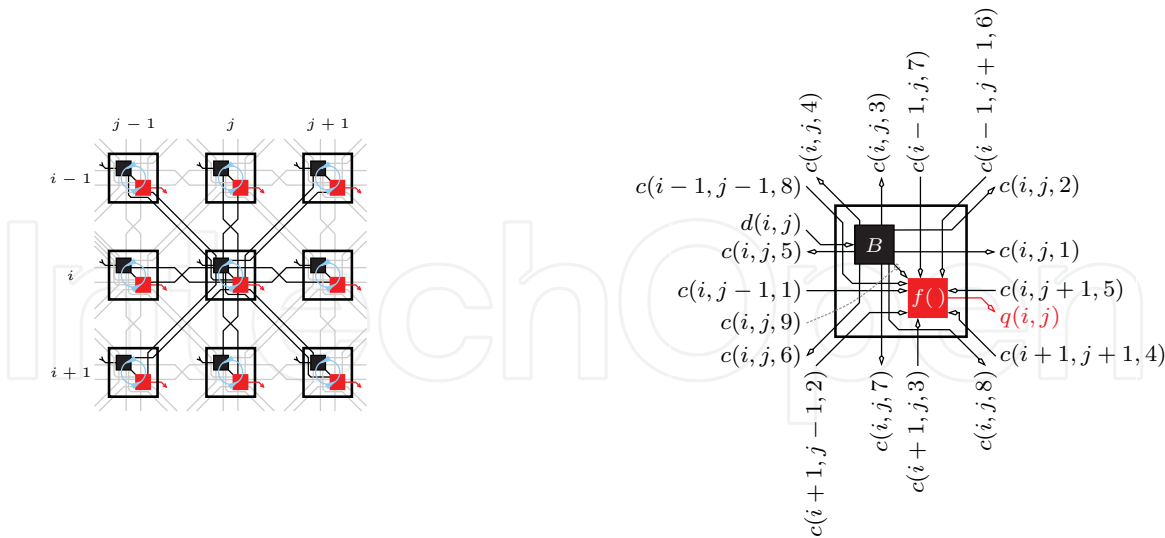 j − 1
j
j + 1
i − 1
i
i + 1
c(i, j, 4)
c(i, j, 3)
c(i − 1, j, 7)
c(i − 1, j + 1, 6)
c(i − 1, j − 1, 8)
c(i, j, 2)
d(i, j)
B
c(i, j, 5)
c(i, j, 1)
c(i, j − 1, 1)
f( )
c(i, j + 1, 5)
q(i, j)
c(i, j, 9)
c(i, j, 6)
c(i + 1, j + 1, 4)
c(i + 1, j − 1, 2)
c(i, j, 7)
c(i + 1, j, 3)
c(i, j, 8)
IntechOpen